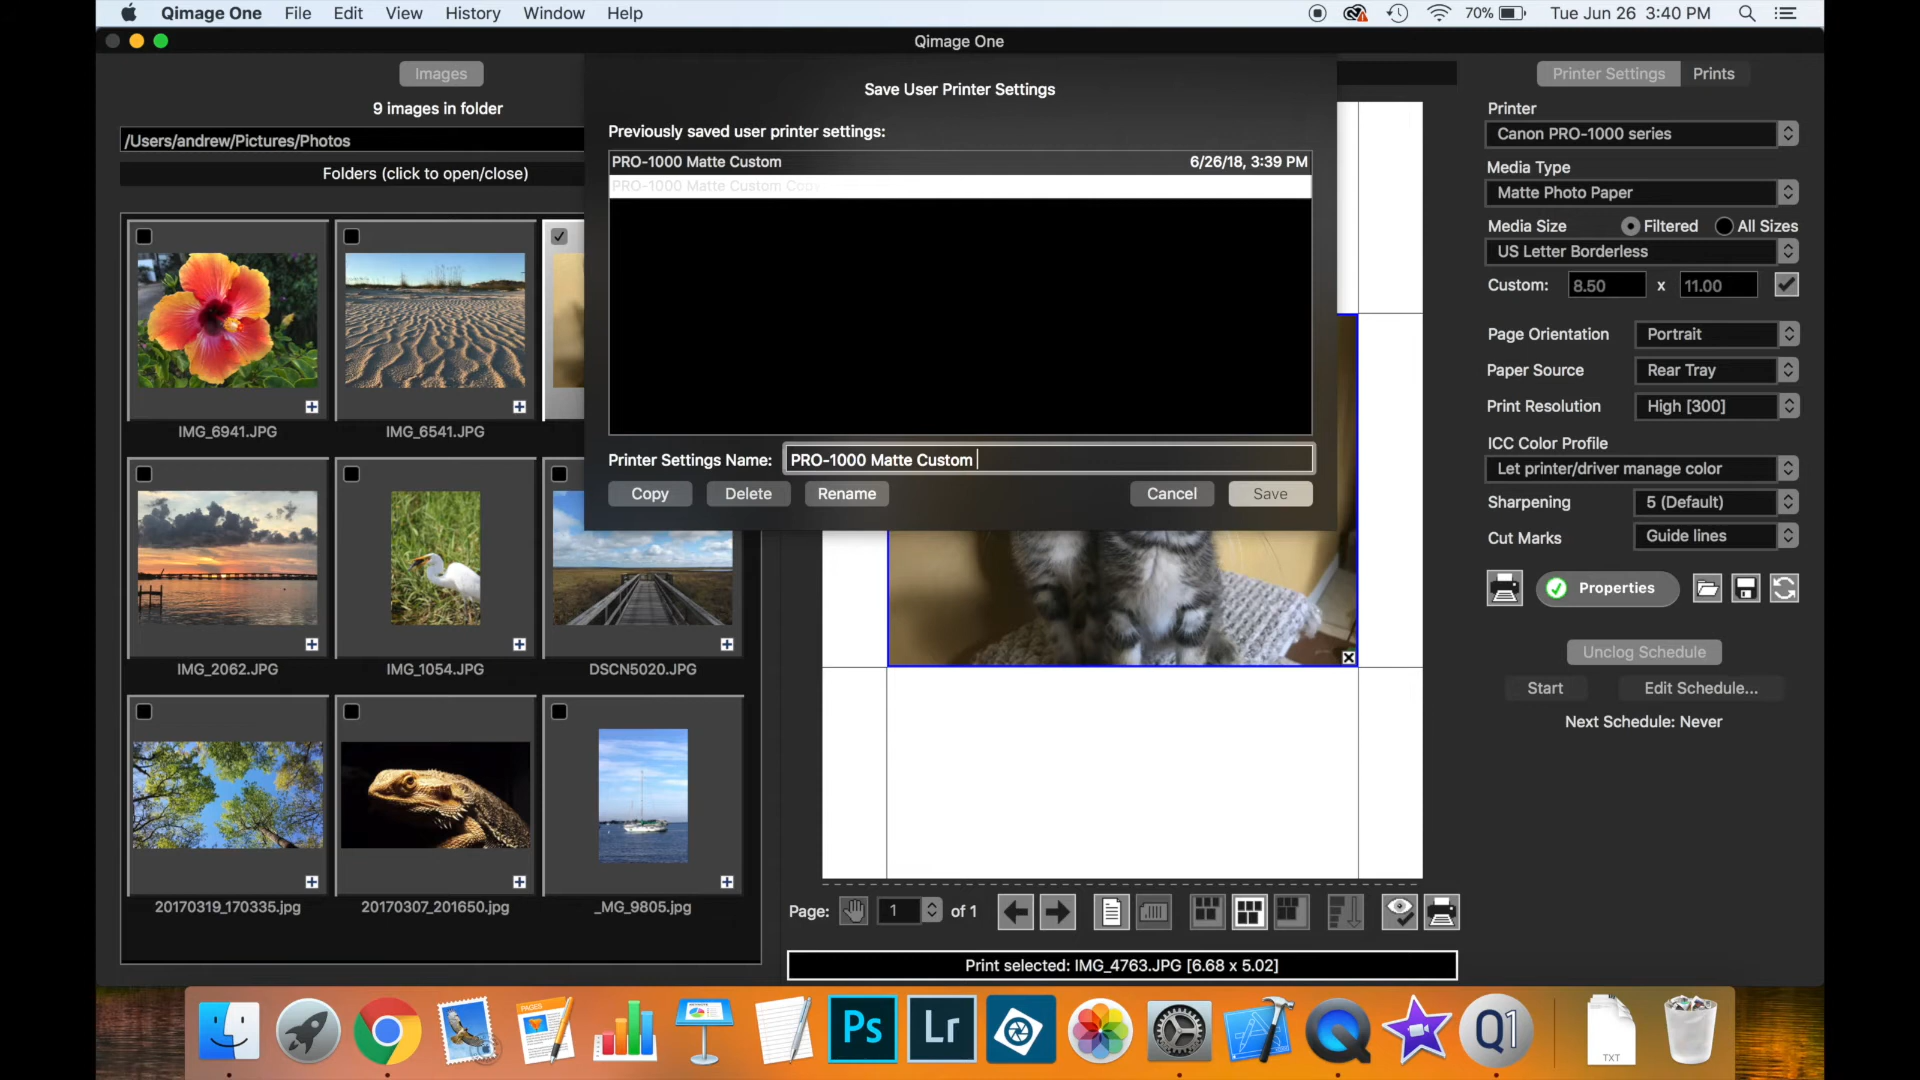 Qimage One File Edit View History Window Help 70% Tue Jun 26 3:40 PM
Qimage One
Images
9 images in folder
/Users/andrew/Pictures/Photos
Folders (click to open/close)
IMG_6941.JPG
IMG_6541.JPG
IMG_2062.JPG
IMG_1054.JPG
DSCN5020.JPG
20170319_170335.jpg
20170307_201650.jpg
_MG_9805.jpg
Save User Printer Settings
Previously saved user printer settings:
PRO-1000 Matte Custom 6/26/18, 3:39 PM
PRO-1000 Matte Custom Copy
Printer Settings Name: PRO-1000 Matte Custom
Copy Delete Rename Cancel Save
Page: 1 of 1
Print selected: IMG_4763.JPG [6.68 x 5.02]
Printer Settings Prints
Printer
Canon PRO-1000 series
Media Type
Matte Photo Paper
Media Size Filtered All Sizes
US Letter Borderless
Custom: 8.50 x 11.00
Page Orientation Portrait
Paper Source Rear Tray
Print Resolution High [300]
ICC Color Profile
Let printer/driver manage color
Sharpening 5 (Default)
Cut Marks Guide lines
Properties
Unclog Schedule
Start Edit Schedule...
Next Schedule: Never
PAGES
Ps
Lr
Q1
TXT